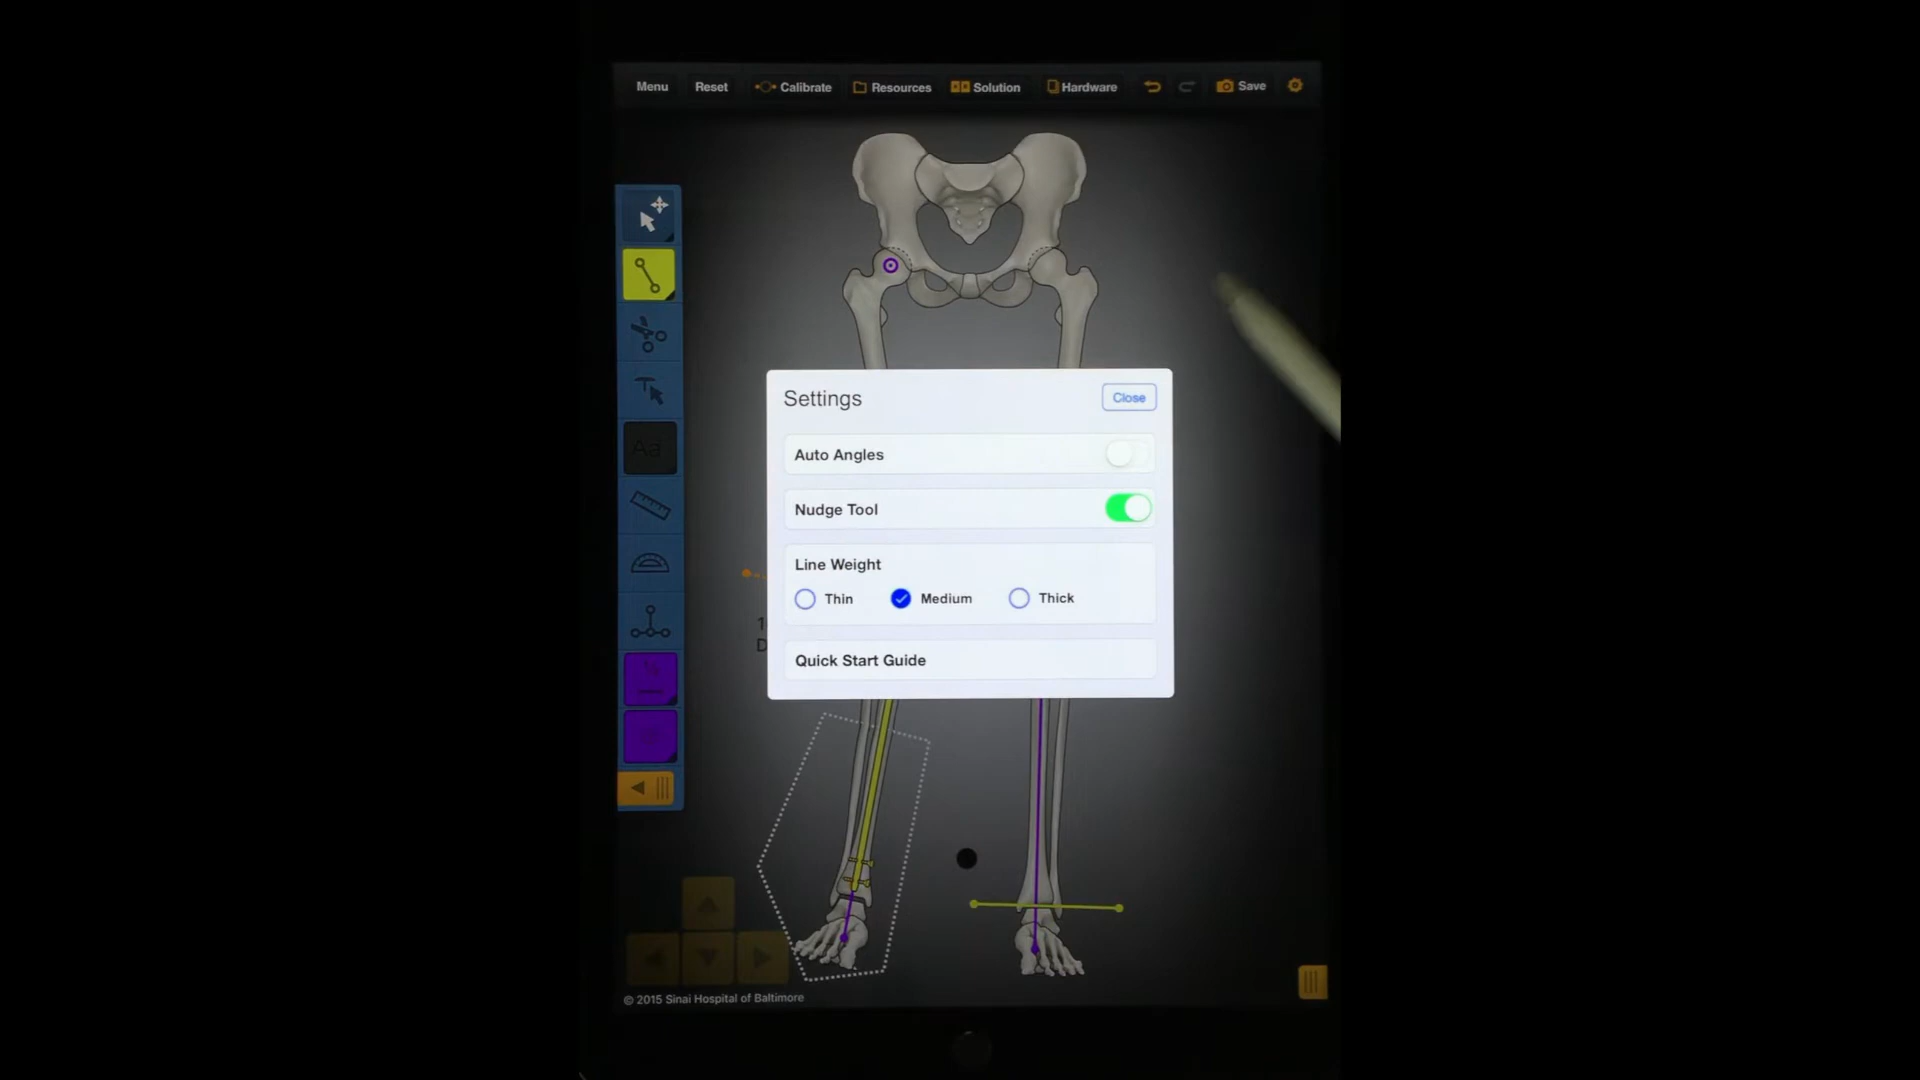 Menu Reset Calibrate Resources Solution Hardware Save
Settings Close
Auto Angles
Nudge Tool
Line Weight
Thin Medium Thick
Quick Start Guide
Aa
© 2015 Sinai Hospital of Baltimore